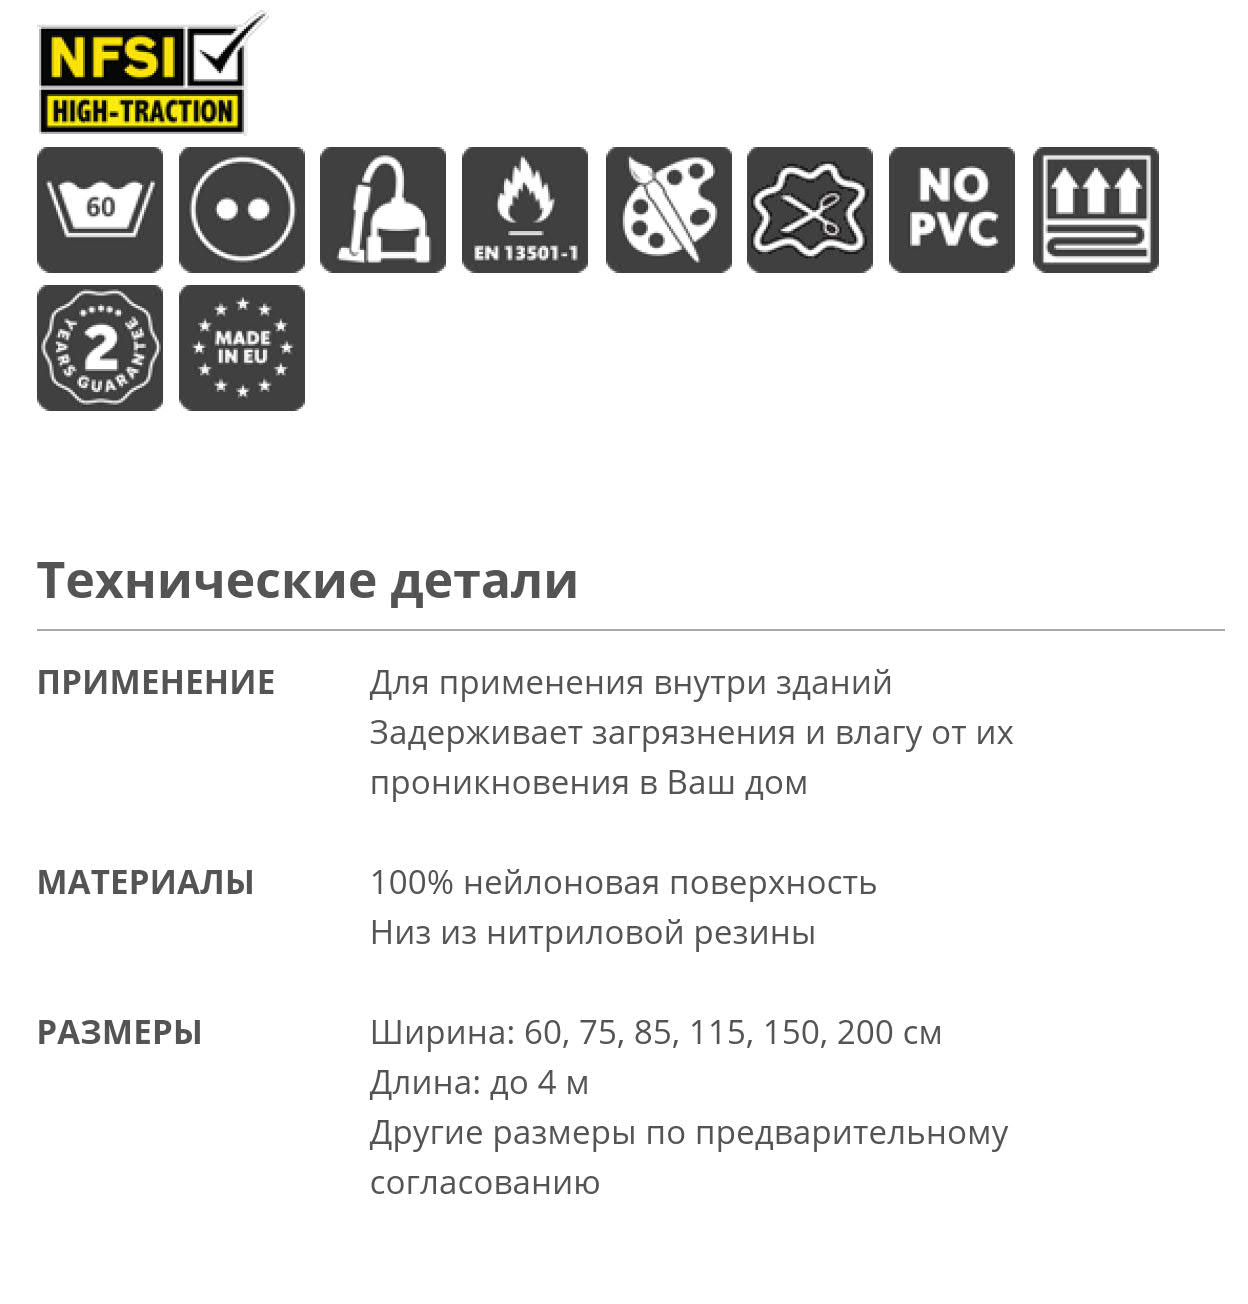 NFSI
HIGH-TRACTION
60
EN 13501-1
NO
PVC
2
YEARS GUARANTEE
MADE
IN EU
Технические детали
ПРИМЕНЕНИЕ
Для применения внутри зданий
Задерживает загрязнения и влагу от их
проникновения в Ваш дом
МАТЕРИАЛЫ
100% нейлоновая поверхность
Низ из нитриловой резины
РАЗМЕРЫ
Ширина: 60, 75, 85, 115, 150, 200 см
Длина: до 4 м
Другие размеры по предварительному
согласованию